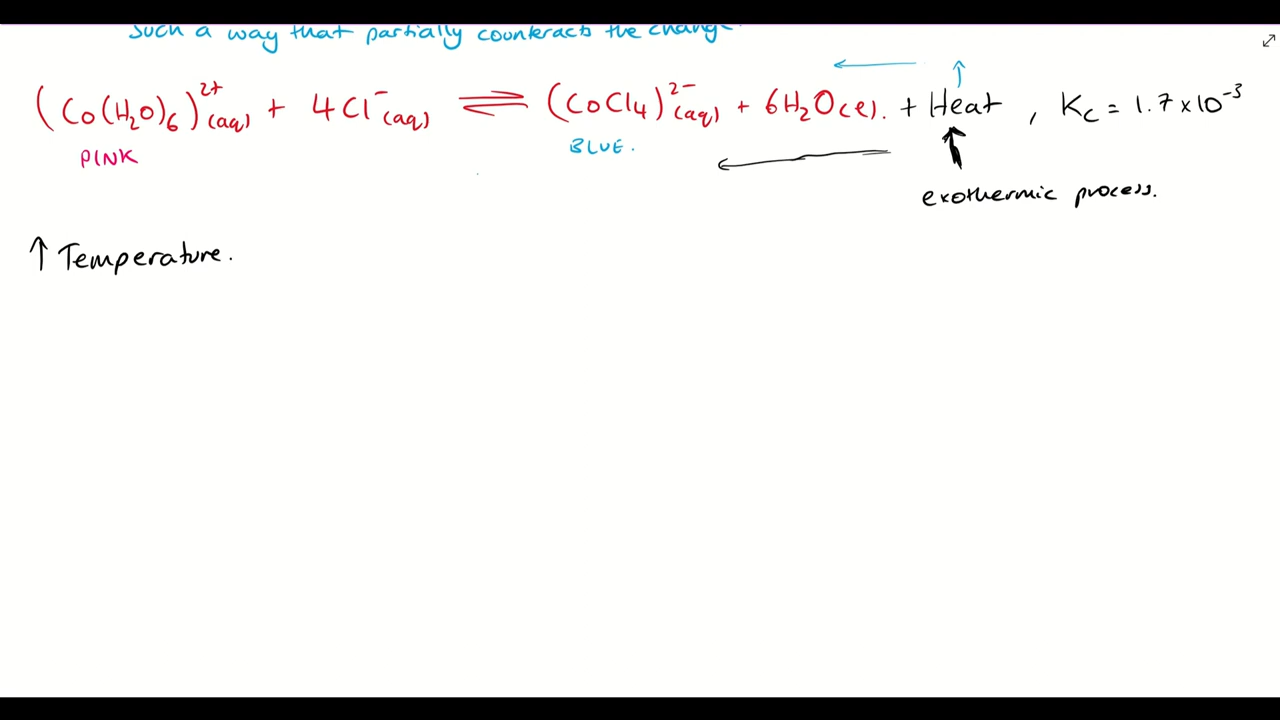 such a way that partially counteracts the change
(Co(H₂O)₆)²⁺(aq) + 4Cl⁻(aq) ⇌ (CoCl₄)²⁻(aq) + 6H₂O(l). + Heat , Kc = 1.7 × 10⁻³
PINK BLUE.
exothermic process.
↑ Temperature.